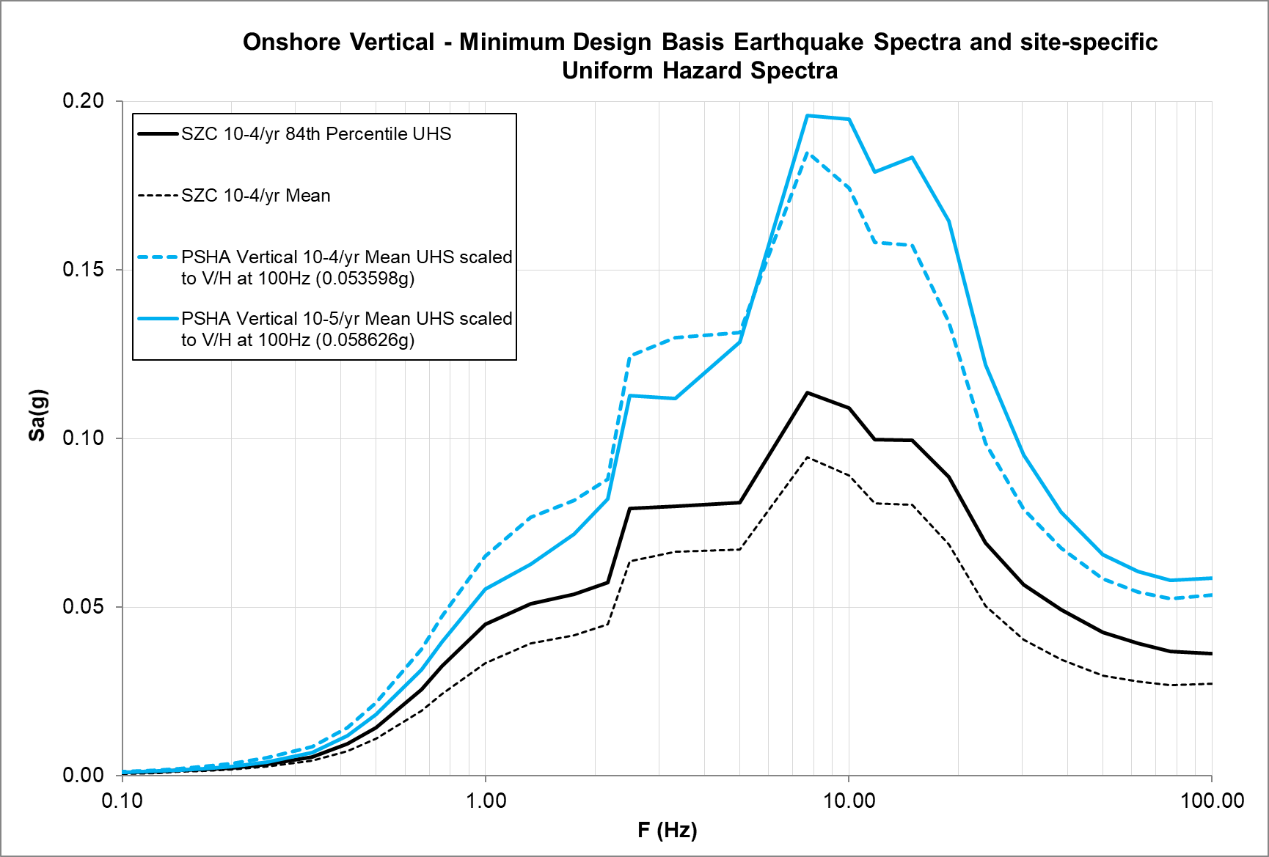 Onshore Vertical - Minimum Design Basis Earthquake Spectra and site-specific
Uniform Hazard Spectra
0.20
0.15
0.10
0.05
0.00
Sa(g)
SZC 10-4/yr 84th Percentile UHS
SZC 10-4/yr Mean
PSHA Vertical 10-4/yr Mean UHS scaled
to V/H at 100Hz (0.053598g)
PSHA Vertical 10-5/yr Mean UHS scaled
to V/H at 100Hz (0.058626g)
0.10 1.00 10.00 100.00
F (Hz)